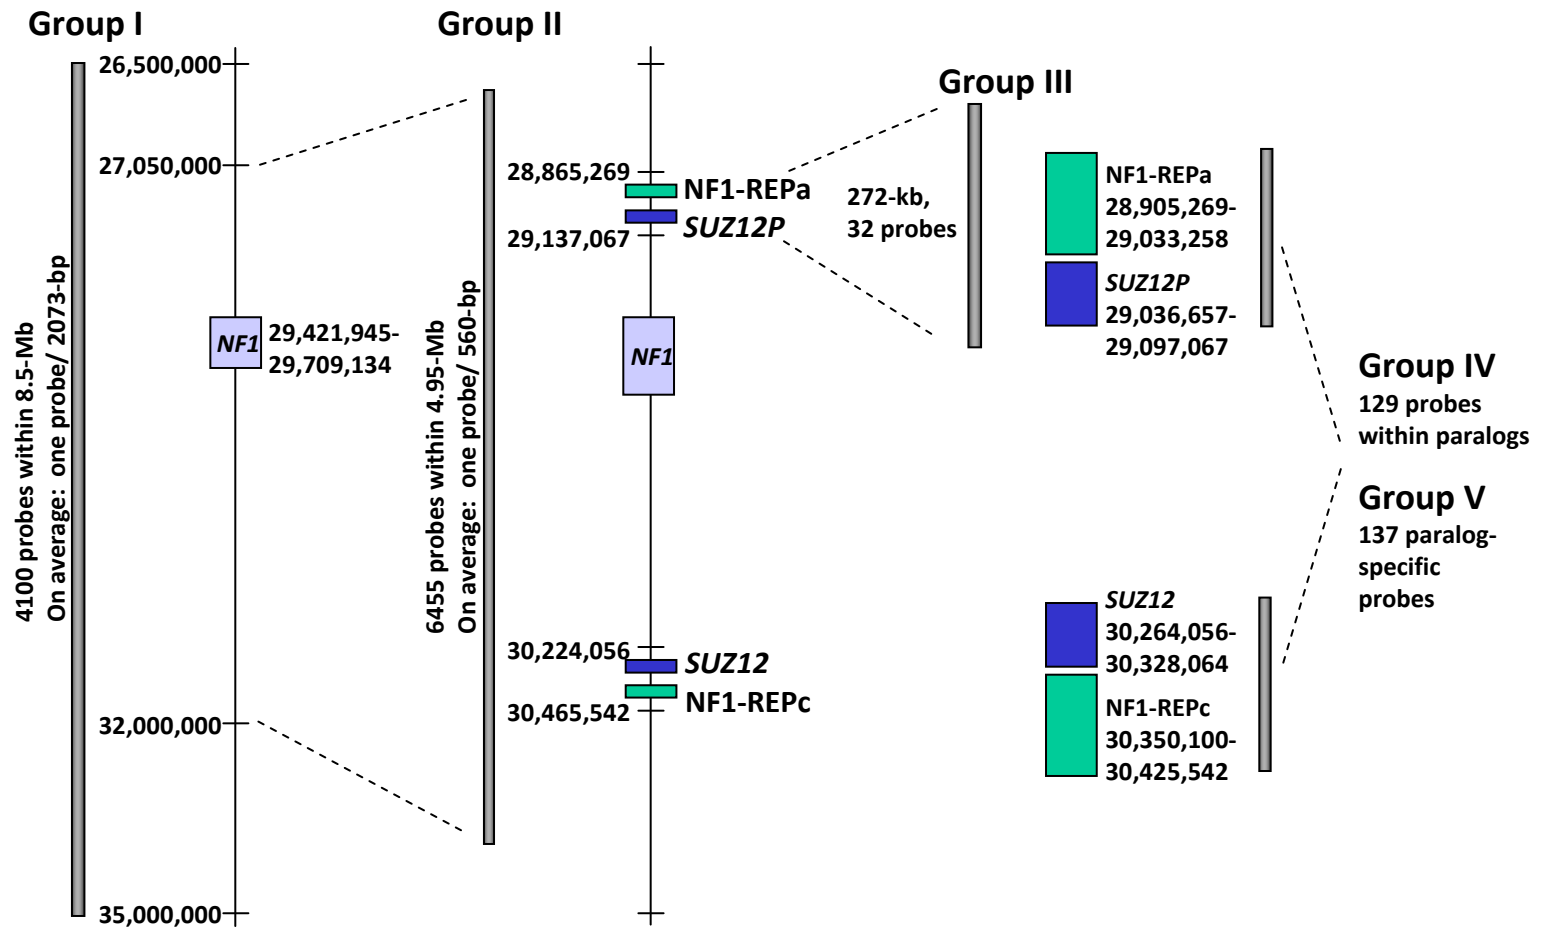 Group I
26,500,000
27,050,000
NF1
29,421,945-
29,709,134
32,000,000
35,000,000
4100 probes within 8.5-Mb
On average: one probe/ 2073-bp
Group II
6455 probes within 4.95-Mb
On average: one probe/ 560-bp
28,865,269
NF1-REPa
SUZ12P
29,137,067
NF1
30,224,056
SUZ12
NF1-REPc
30,465,542
Group III
272-kb,
32 probes
NF1-REPa
28,905,269-
29,033,258
SUZ12P
29,036,657-
29,097,067
SUZ12
30,264,056-
30,328,064
NF1-REPc
30,350,100-
30,425,542
Group IV
129 probes
within paralogs
Group V
137 paralog-
specific
probes